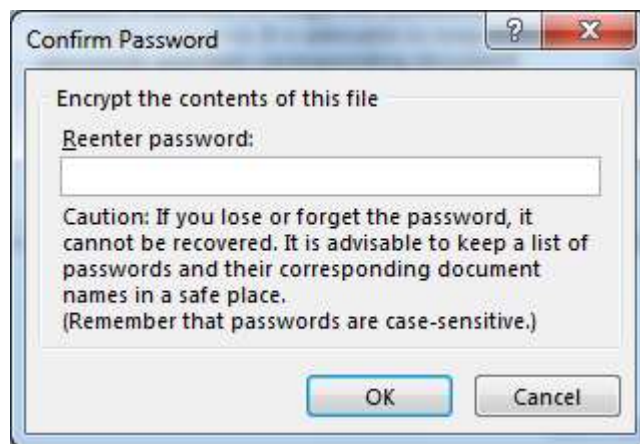 Confirm Password
?
Encrypt the contents of this file
Reenter password:
Caution: If you lose or forget the password, it
cannot be recovered. It is advisable to keep a list of
passwords and their corresponding document
names in a safe place.
(Remember that passwords are case-sensitive.)
OK
Cancel